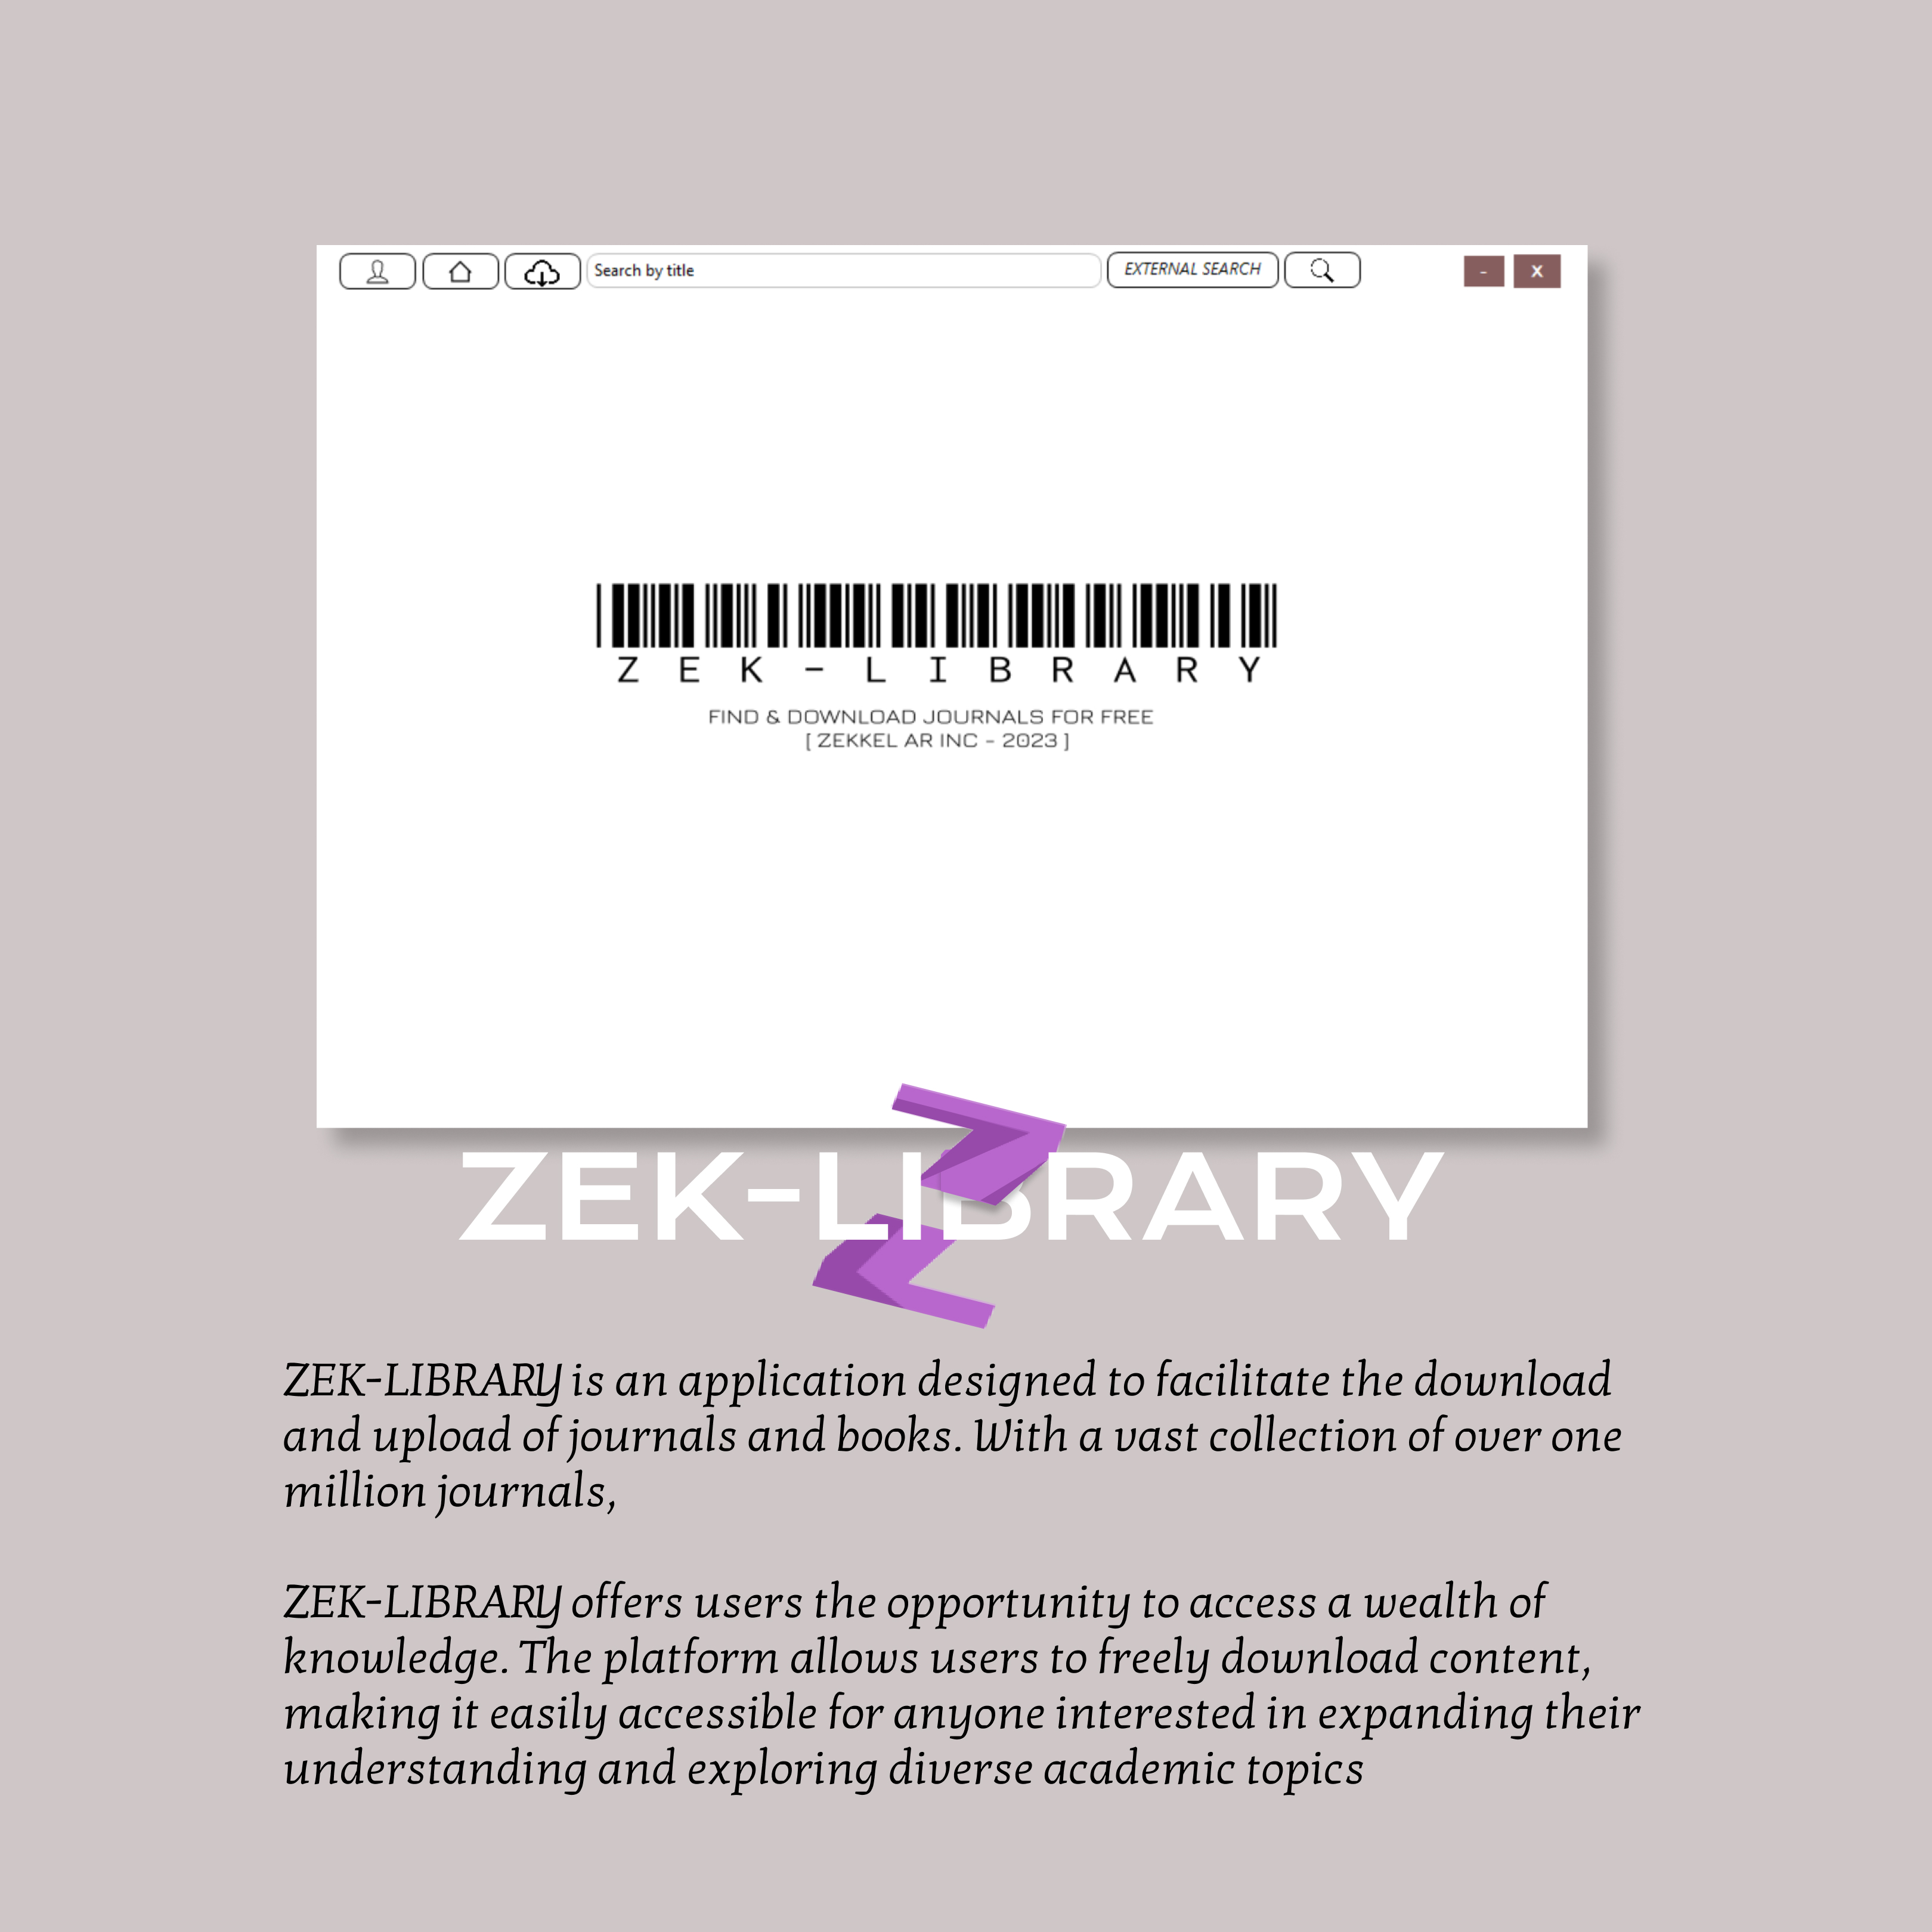 Search by title
EXTERNAL SEARCH
- X
ZEK-LIBRARY
FIND & DOWNLOAD JOURNALS FOR FREE
[ ZEKKEL AR INC - 2023 ]
ZEK-LIBRARY
ZEK-LIBRARY is an application designed to facilitate the download
and upload of journals and books. With a vast collection of over one
million journals,
ZEK-LIBRARY offers users the opportunity to access a wealth of
knowledge. The platform allows users to freely download content,
making it easily accessible for anyone interested in expanding their
understanding and exploring diverse academic topics